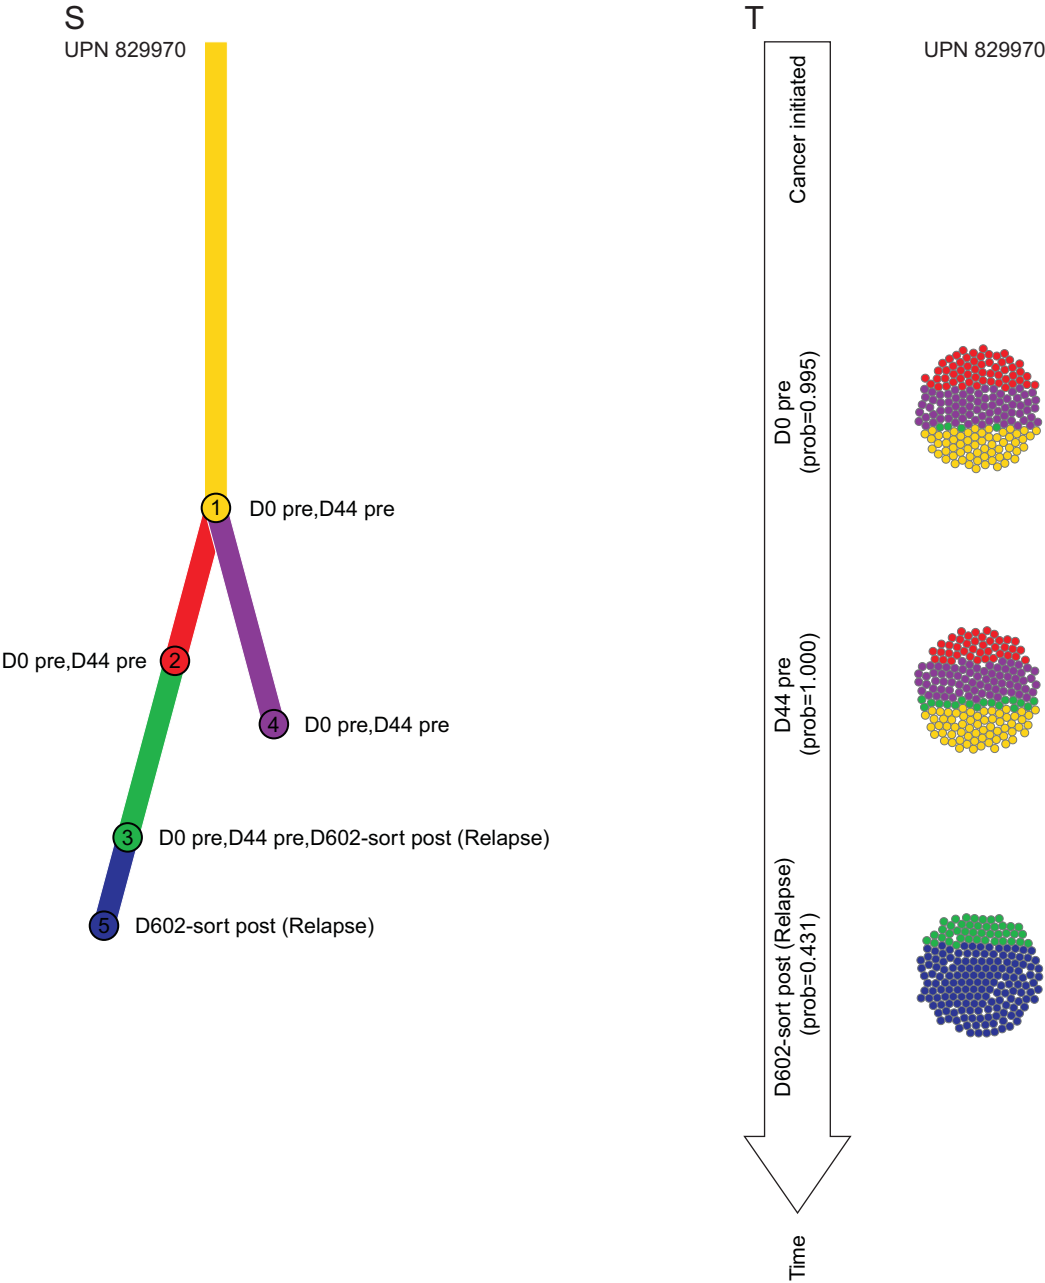 S
UPN 829970
1
D0 pre,D44 pre
D0 pre,D44 pre
2
4
D0 pre,D44 pre
3
D0 pre,D44 pre,D602-sort post (Relapse)
5
D602-sort post (Relapse)
T
UPN 829970
Cancer initiated
D0 pre
(prob=0.995)
D44 pre
(prob=1.000)
D602-sort post (Relapse)
(prob=0.431)
Time